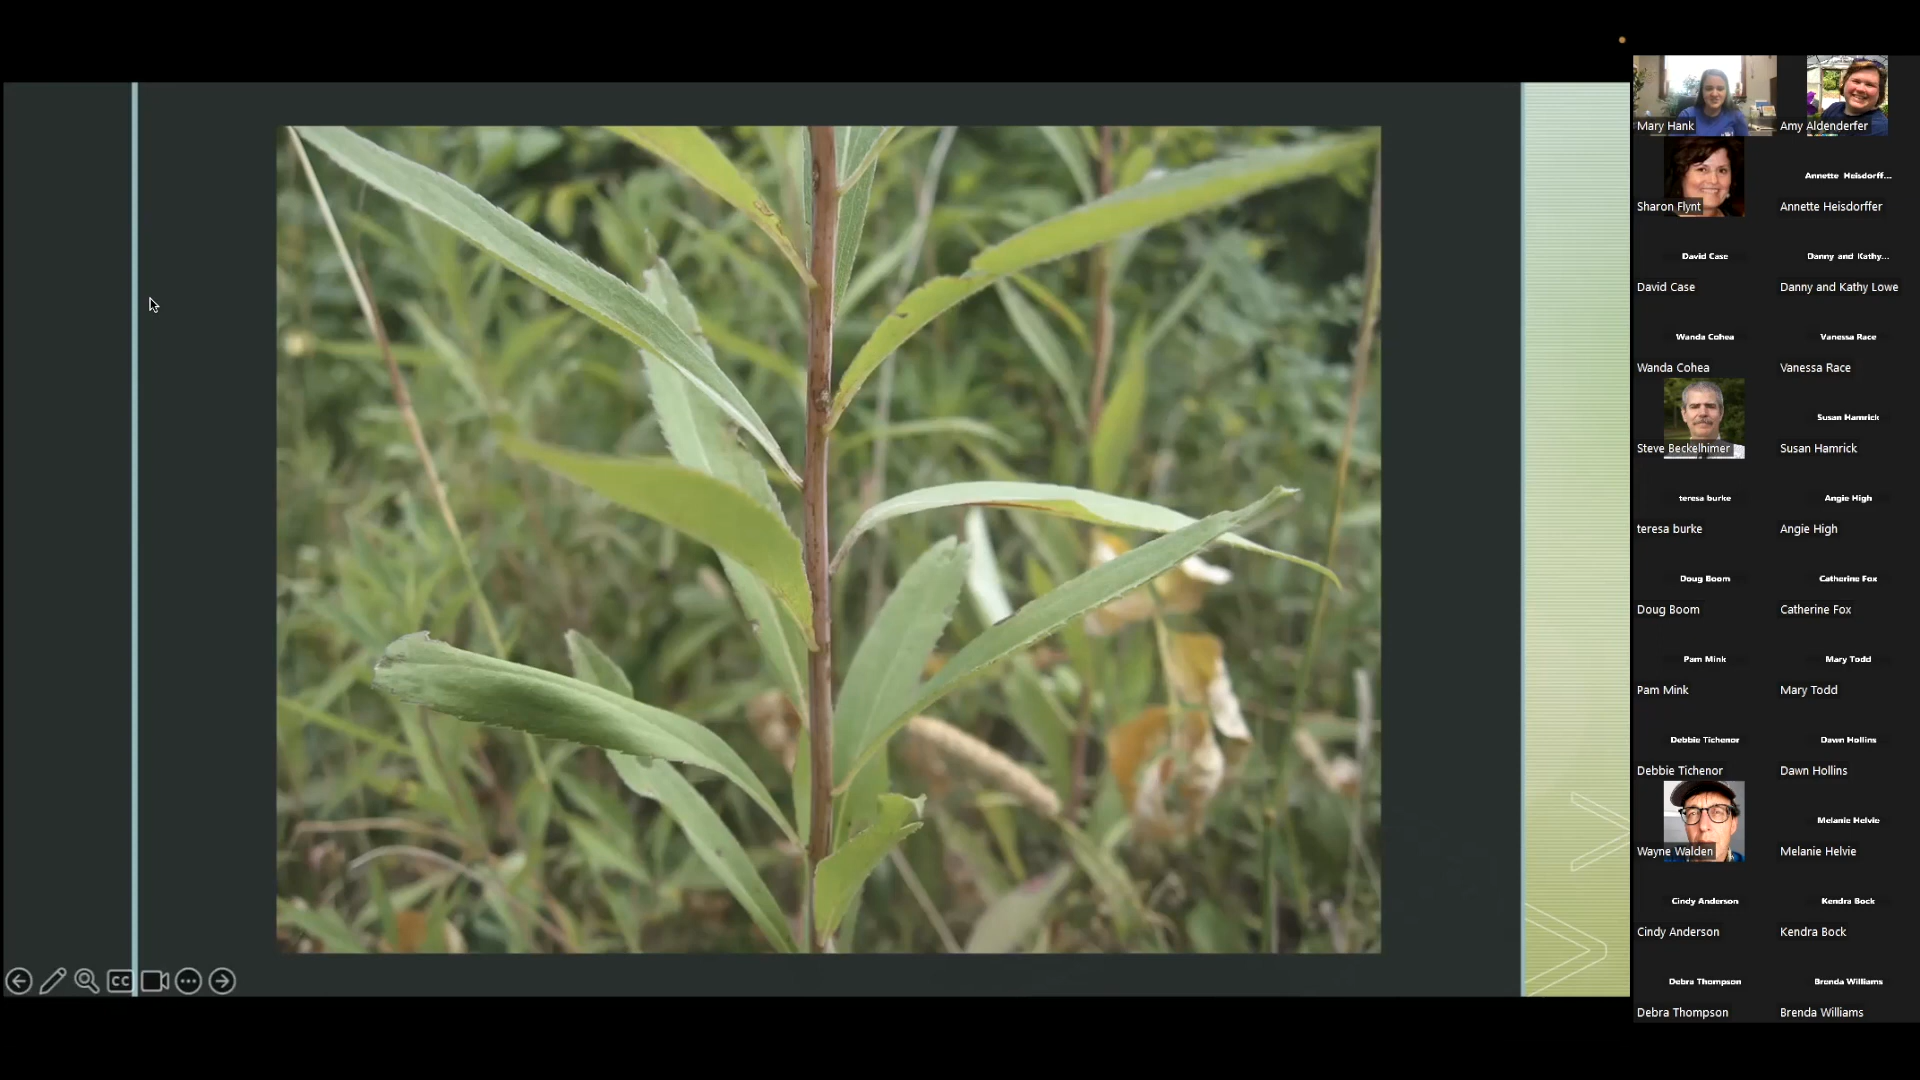 Mary Hank
Amy Aldenderfer
Sharon Flynt
Annette Heisdorff...
Annette Heisdorffer
David Case
David Case
Danny and Kathy...
Danny and Kathy Lowe
Wanda Cohea
Wanda Cohea
Vanessa Race
Vanessa Race
Steve Beckelhimer
Susan Hamrick
Susan Hamrick
teresa burke
teresa burke
Angie High
Angie High
Doug Boom
Doug Boom
Catherine Fox
Catherine Fox
Pam Mink
Pam Mink
Mary Todd
Mary Todd
Debbie Tichenor
Debbie Tichenor
Dawn Hollins
Dawn Hollins
Wayne Walden
Melanie Helvie
Melanie Helvie
Cindy Anderson
Cindy Anderson
Kendra Bock
Kendra Bock
Debra Thompson
Debra Thompson
Brenda Williams
Brenda Williams
CC